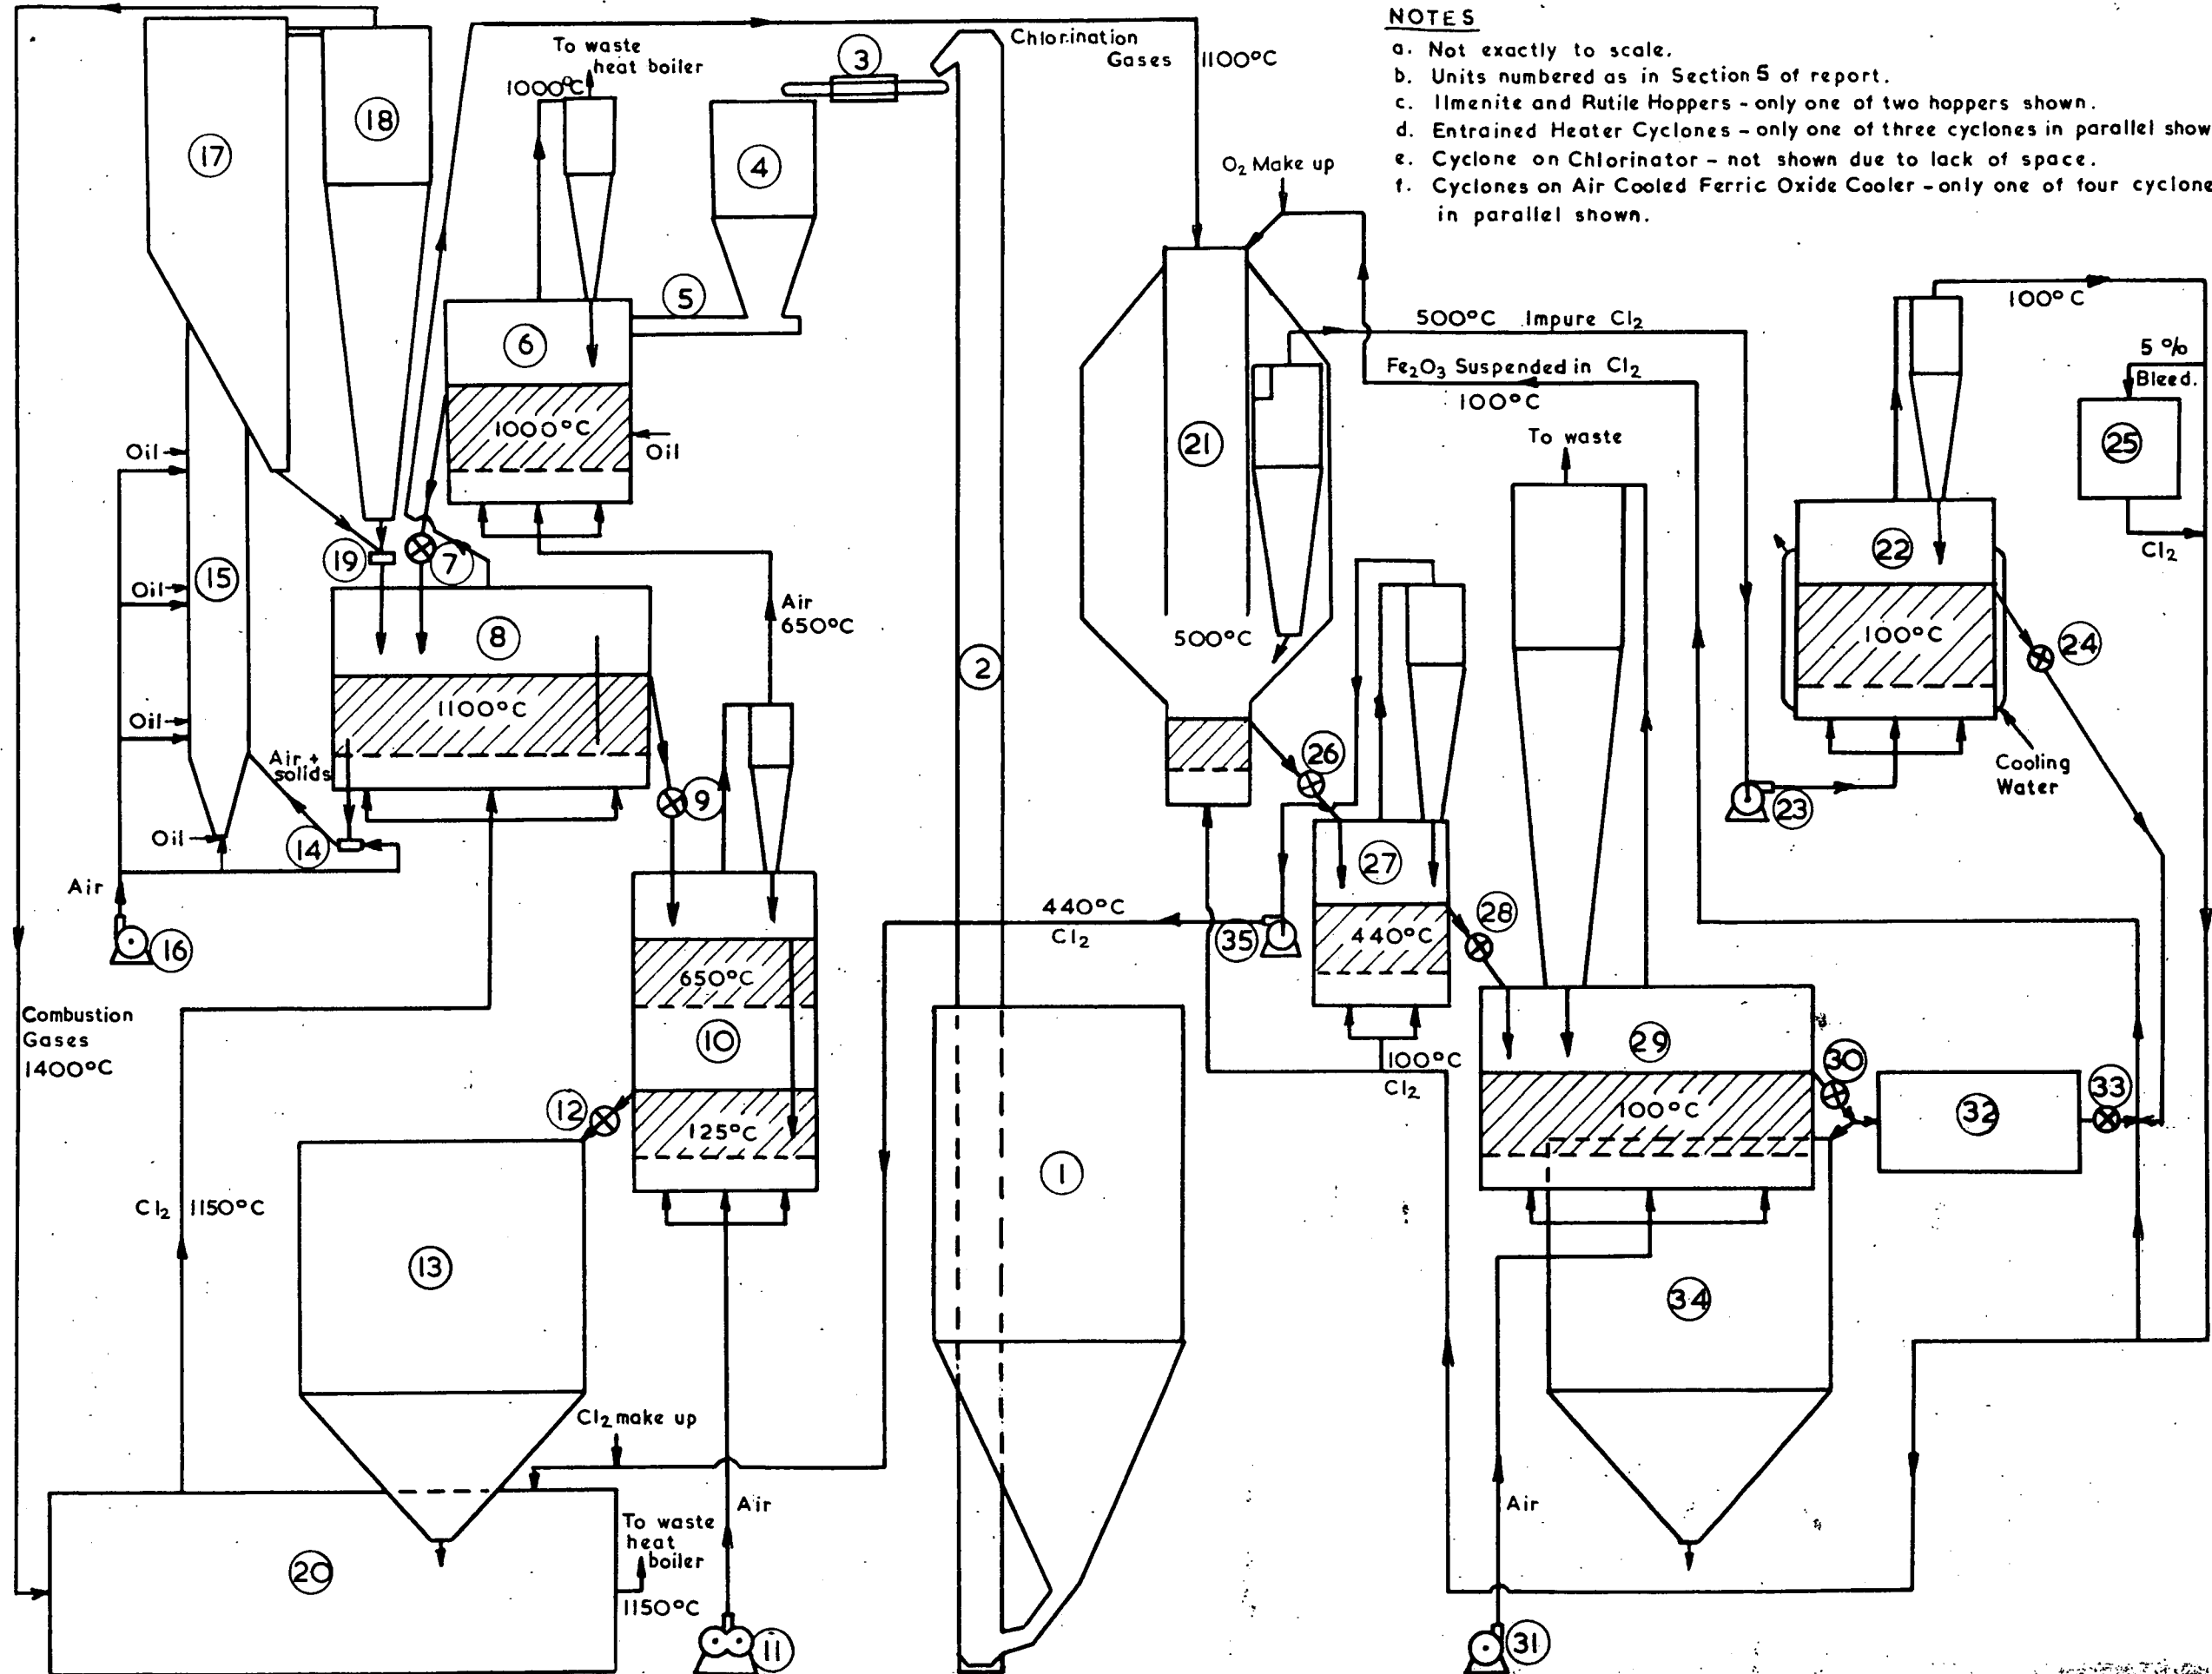 NOTES
a. Not exactly to scale.
b. Units numbered as in Section 5 of report.
c. Ilmenite and Rutile Hoppers - only one of two hoppers shown.
d. Entrained Heater Cyclones - only one of three cyclones in parallel show
e. Cyclone on Chlorinator - not shown due to lack of space.
f. Cyclones on Air Cooled Ferric Oxide Cooler - only one of four cyclone
in parallel shown.
To waste
heat boiler
1000°C
3
Chlorination
Gases
1100°C
18
17
4
O₂ Make up
5
6
1000°C
Oil
500°C Impure Cl₂
Fe₂O₃ Suspended in Cl₂
100°C
100°C
5 %
Bleed.
25
Cl₂
21
To waste
Oil
19
7
15
Oil
22
100°C
24
Air
650°C
8
1100°C
2
500°C
Oil
Air +
solids
9
26
Cooling
Water
23
Oil
14
27
Air
16
440°C
Cl₂
35
440°C
28
650°C
Combustion
Gases
1400°C
10
100°C
Cl₂
29
30
12
125°C
100°C
32
33
1
Cl₂ 1150°C
13
34
Cl₂ make up
Air
To waste
heat
boiler
1150°C
20
Air
11
31